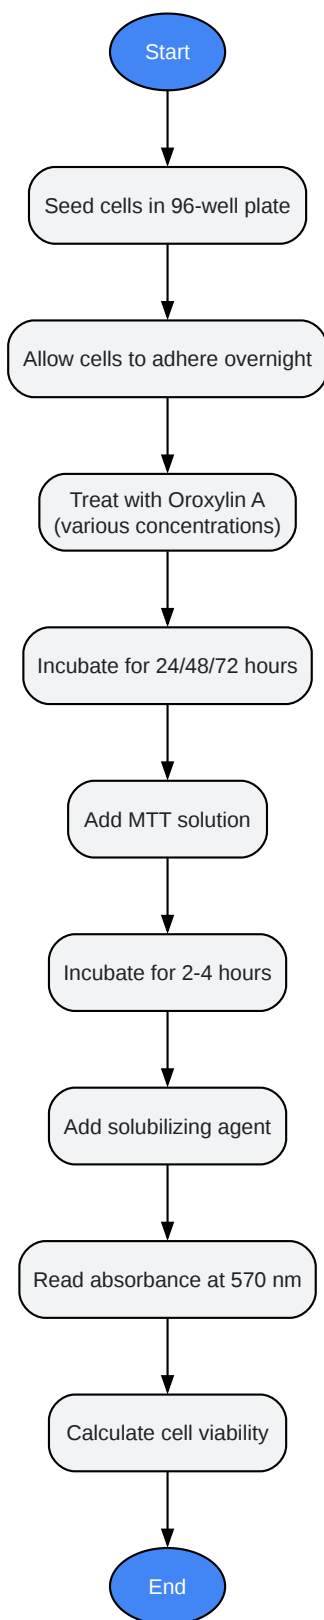 Start
Seed cells in 96-well plate
Allow cells to adhere overnight
Treat with Oroxylin A
(various concentrations)
Incubate for 24/48/72 hours
Add MTT solution
Incubate for 2-4 hours
Add solubilizing agent
Read absorbance at 570 nm
Calculate cell viability
End